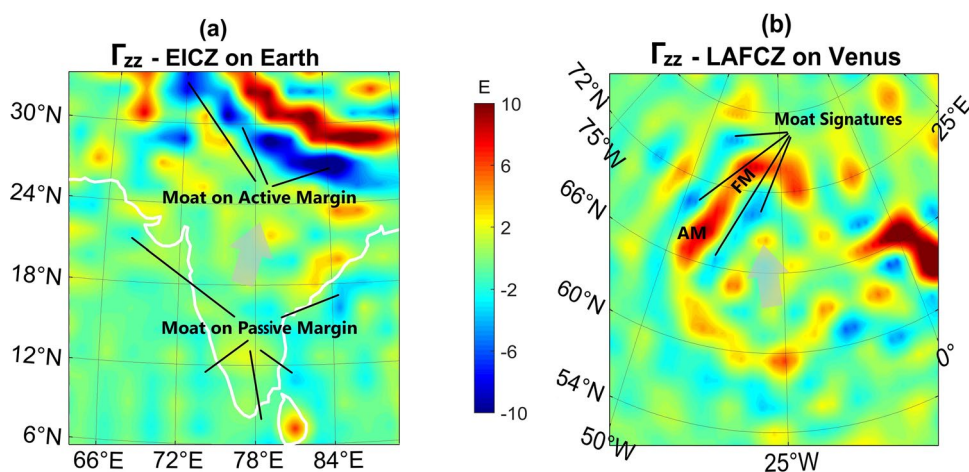 (a)
Γzz - EICZ on Earth
30°N
24°N
18°N
12°N
6°N
66°E
72°E
78°E
84°E
Moat on Active Margin
Moat on Passive Margin
E
10
6
2
-2
-6
-10
(b)
Γzz - LAFCZ on Venus
72°N
75°W
66°N
60°N
54°N
50°W
25°W
0°
25°E
Moat Signatures
FM
AM